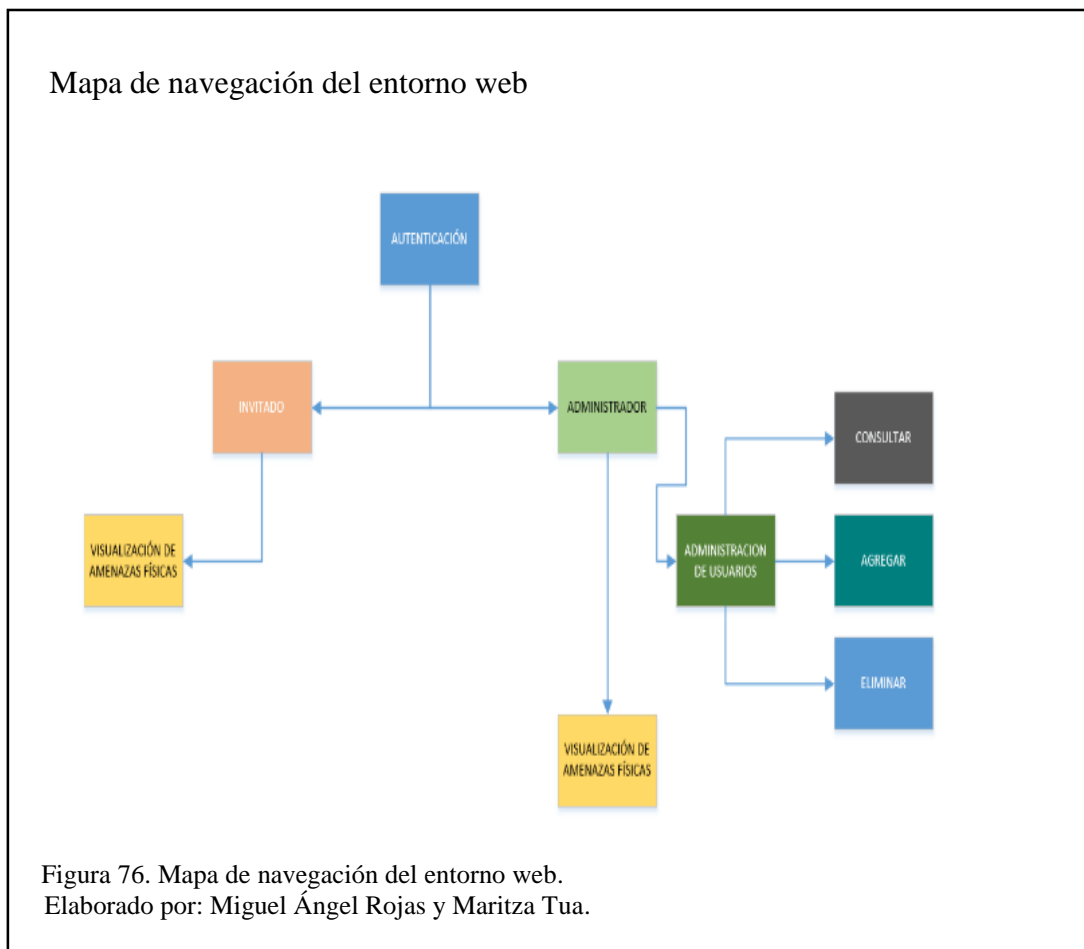 Mapa de navegación del entorno web
AUTENTICACIÓN
INVITADO
ADMINISTRADOR
CONSULTAR
VISUALIZACIÓN DE
AMENAZAS FÍSICAS
ADMINISTRACION
DE USUARIOS
AGREGAR
ELIMINAR
VISUALIZACIÓN DE
AMENAZAS FÍSICAS
Figura 76. Mapa de navegación del entorno web.
Elaborado por: Miguel Ángel Rojas y Maritza Tua.